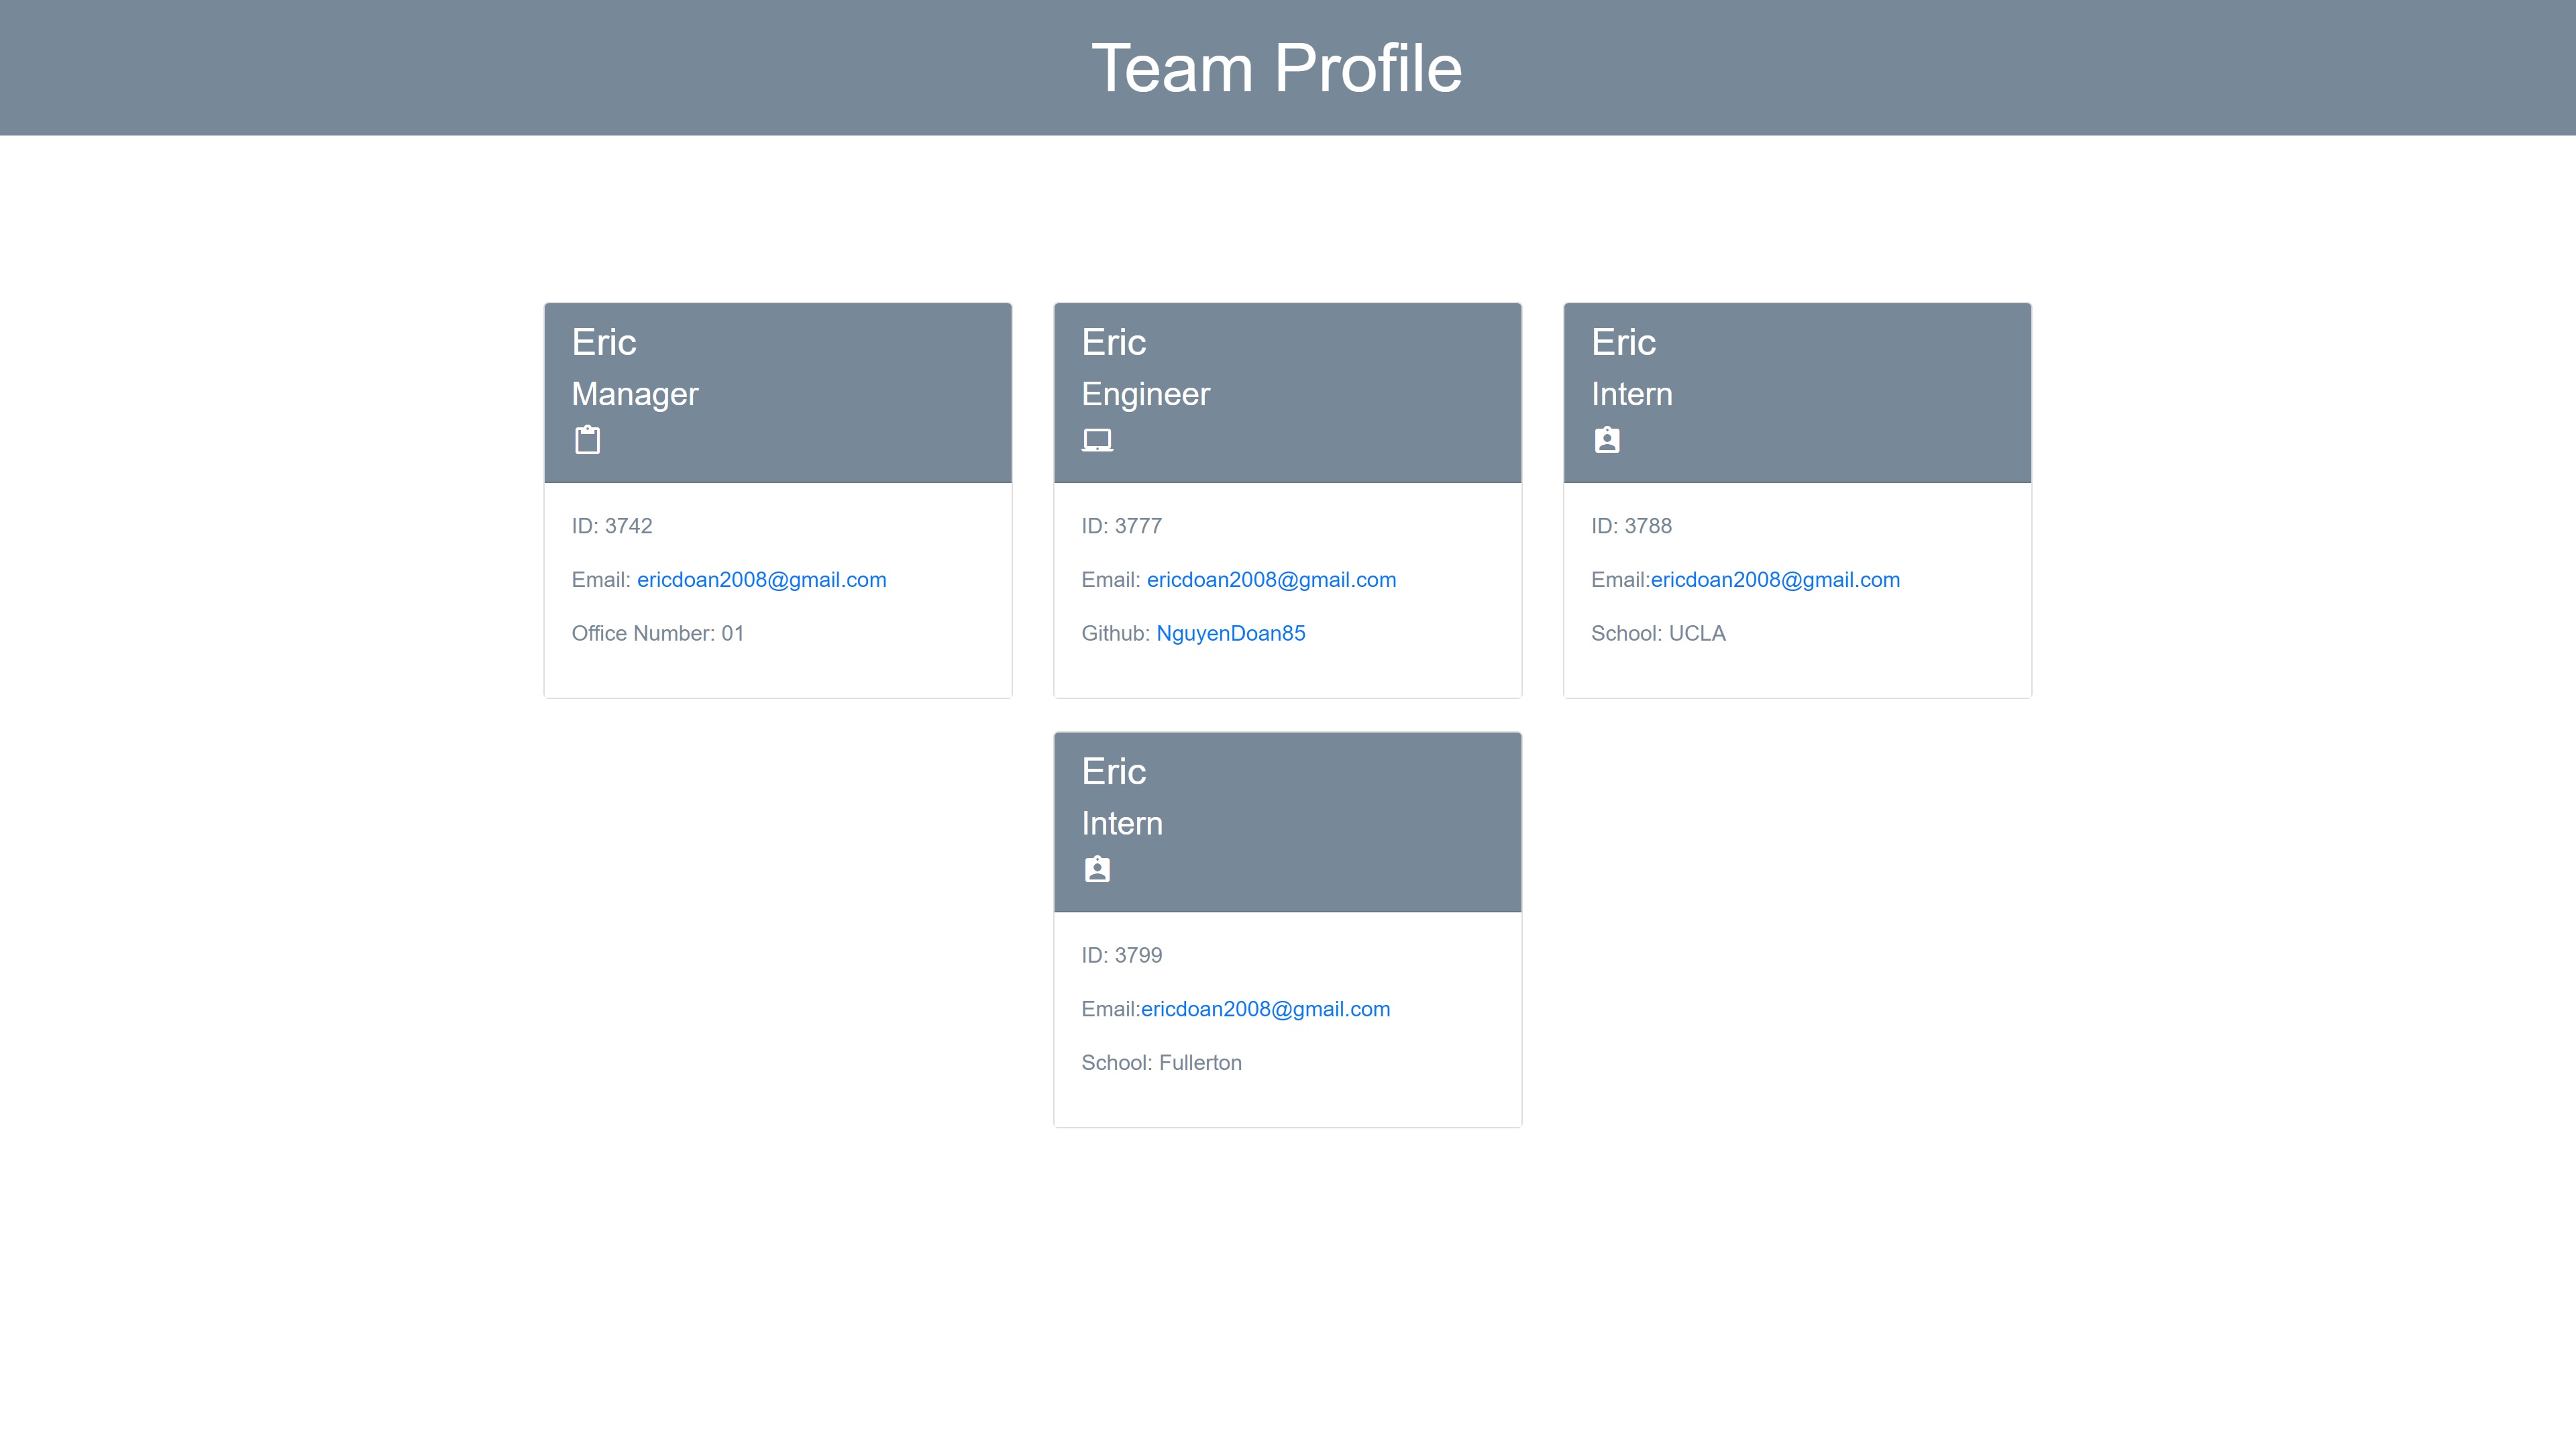 Team Profile
Eric
Manager
ID: 3742
Email: ericdoan2008@gmail.com
Office Number: 01
Eric
Engineer
ID: 3777
Email: ericdoan2008@gmail.com
Github: NguyenDoan85
Eric
Intern
ID: 3788
Email:ericdoan2008@gmail.com
School: UCLA
Eric
Intern
ID: 3799
Email:ericdoan2008@gmail.com
School: Fullerton